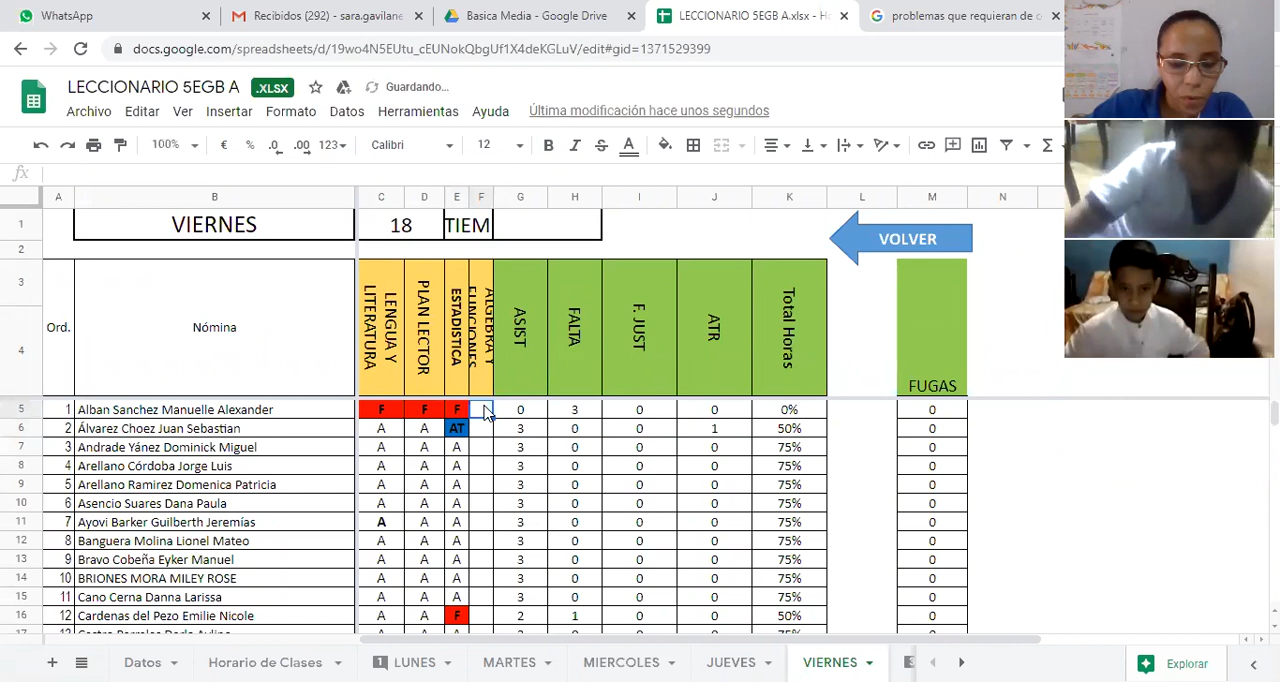 WhatsApp × Recibidos (292) - sara.gavilane × Basica Media - Google Drive × LECCIONARIO 5EGB A.xlsx - Ho × problemas que requieran de c ×
docs.google.com/spreadsheets/d/19wo4N5EUtu_cEUNokQbgUf1X4deKGLuV/edit#gid=1371529399
LECCIONARIO 5EGB A .XLSX Guardando…
Archivo Editar Ver Insertar Formato Datos Herramientas Ayuda Última modificación hace unos segundos
100% € % .0 .00 123 Calibri 12 B I S A Σ
fx
A B C D E F G H I J K L M N
1 VIERNES 18 TIEM
2 VOLVER
3 LENGUA Y LITERATURA PLAN LECTOR ESTADISTICA ALGEBRA Y FUNCIONES ASIST FALTA F. JUST ATR Total Horas
4 Ord. Nómina FUGAS
5 1 Alban Sanchez Manuelle Alexander F F F 0 3 0 0 0% 0
6 2 Álvarez Choez Juan Sebastian A A AT 3 0 0 1 50% 0
7 3 Andrade Yánez Dominick Miguel A A A 3 0 0 0 75% 0
8 4 Arellano Córdoba Jorge Luis A A A 3 0 0 0 75% 0
9 5 Arellano Ramirez Domenica Patricia A A A 3 0 0 0 75% 0
10 6 Asencio Suares Dana Paula A A A 3 0 0 0 75% 0
11 7 Ayovi Barker Guilberth Jeremías A A A 3 0 0 0 75% 0
12 8 Banguera Molina Lionel Mateo A A A 3 0 0 0 75% 0
13 9 Bravo Cobeña Eyker Manuel A A A 3 0 0 0 75% 0
14 10 BRIONES MORA MILEY ROSE A A A 3 0 0 0 75% 0
15 11 Cano Cerna Danna Larissa A A A 3 0 0 0 75% 0
16 12 Cardenas del Pezo Emilie Nicole A A F 2 1 0 0 50% 0
17
+ Datos Horario de Clases 1 LUNES MARTES MIERCOLES JUEVES VIERNES Explorar